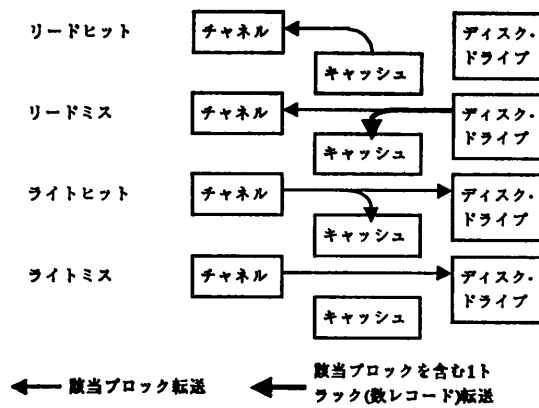 リードヒット
チャネル
キャッシュ
ディスク・
ドライブ
リードミス
チャネル
キャッシュ
ディスク・
ドライブ
ライトヒット
チャネル
キャッシュ
ディスク・
ドライブ
ライトミス
チャネル
キャッシュ
ディスク・
ドライブ
該当ブロック転送
該当ブロックを含む1ト
ラック(数レコード)転送